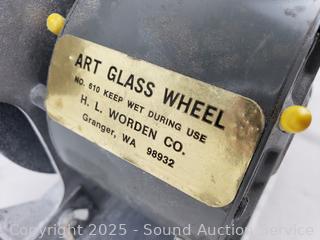 ART GLASS WHEEL
NO. 610 KEEP WET DURING USE
H. L. WORDEN CO.
Granger, WA 98932
Copyright © 2025 - Sound Auction Service